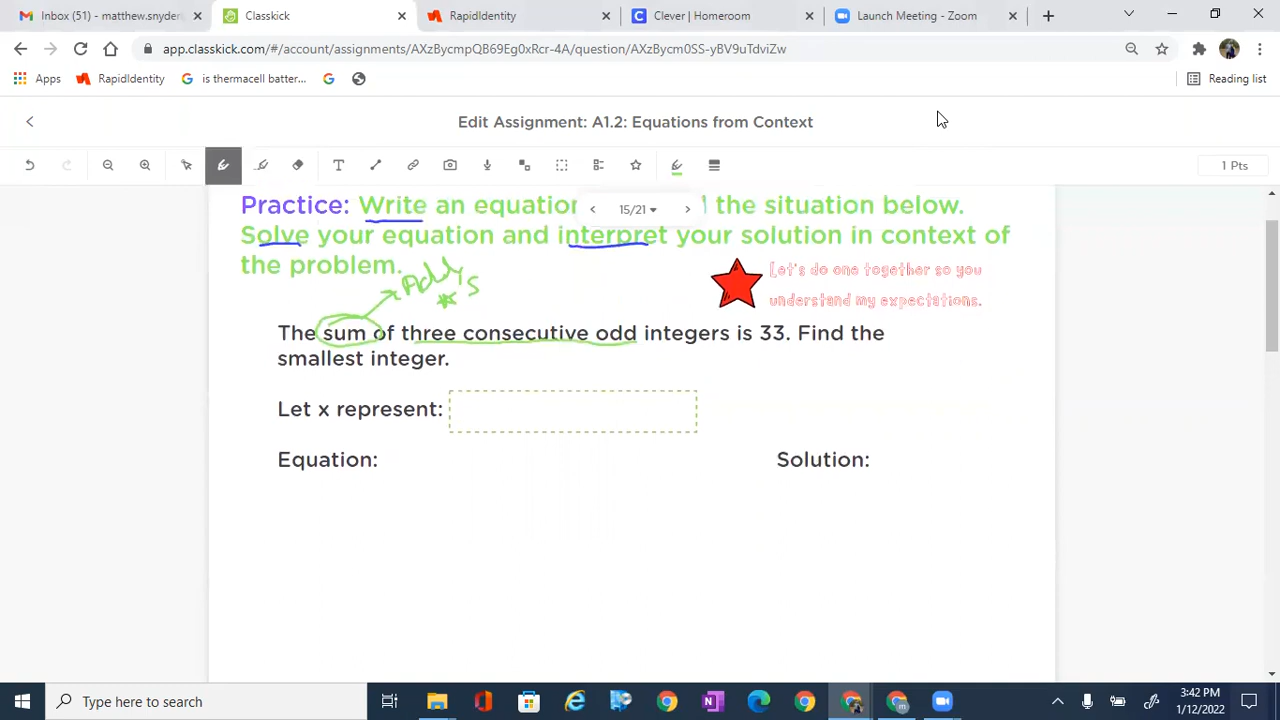 Inbox (51) - matthew.snyder
Classkick
RapidIdentity
Clever | Homeroom
Launch Meeting - Zoom
app.classkick.com/#/account/assignments/AXzBycmpQB69Eg0xRcr-4A/question/AXzBycm0SS-yBV9uTdviZw
Apps
RapidIdentity
is thermacell batter...
Reading list
Edit Assignment: A1.2: Equations from Context
1 Pts
15/21
Practice: Write an equation the situation below.
Solve your equation and interpret your solution in context of
the problem.
Let's do one together so you
understand my expectations.
The sum of three consecutive odd integers is 33. Find the
smallest integer.
Let x represent:
Equation:
Solution:
Type here to search
3:42 PM
1/12/2022